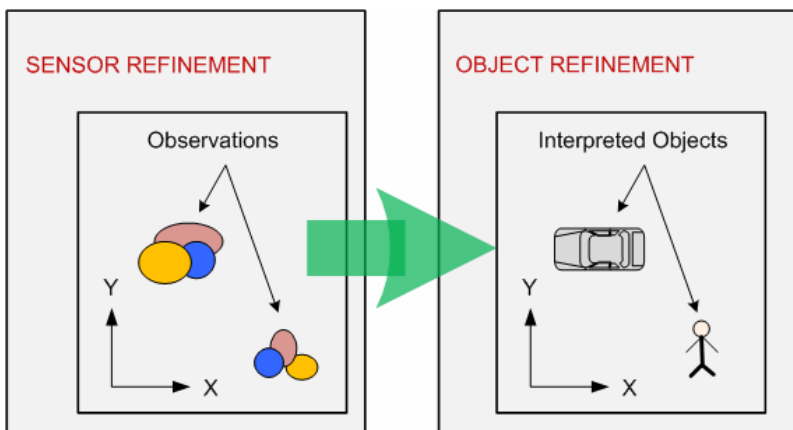 SENSOR REFINEMENT
Observations
Y
X
OBJECT REFINEMENT
Interpreted Objects
Y
X